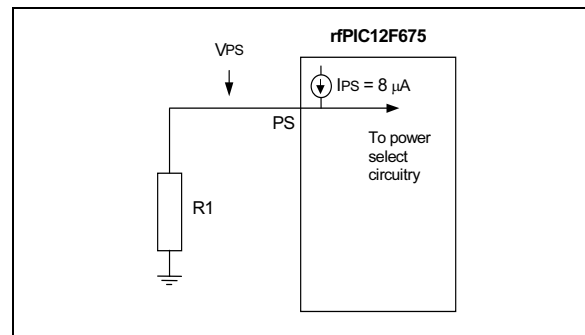 rfPIC12F675
VPS
IPS = 8 μA
PS
To power
select
circuitry
R1